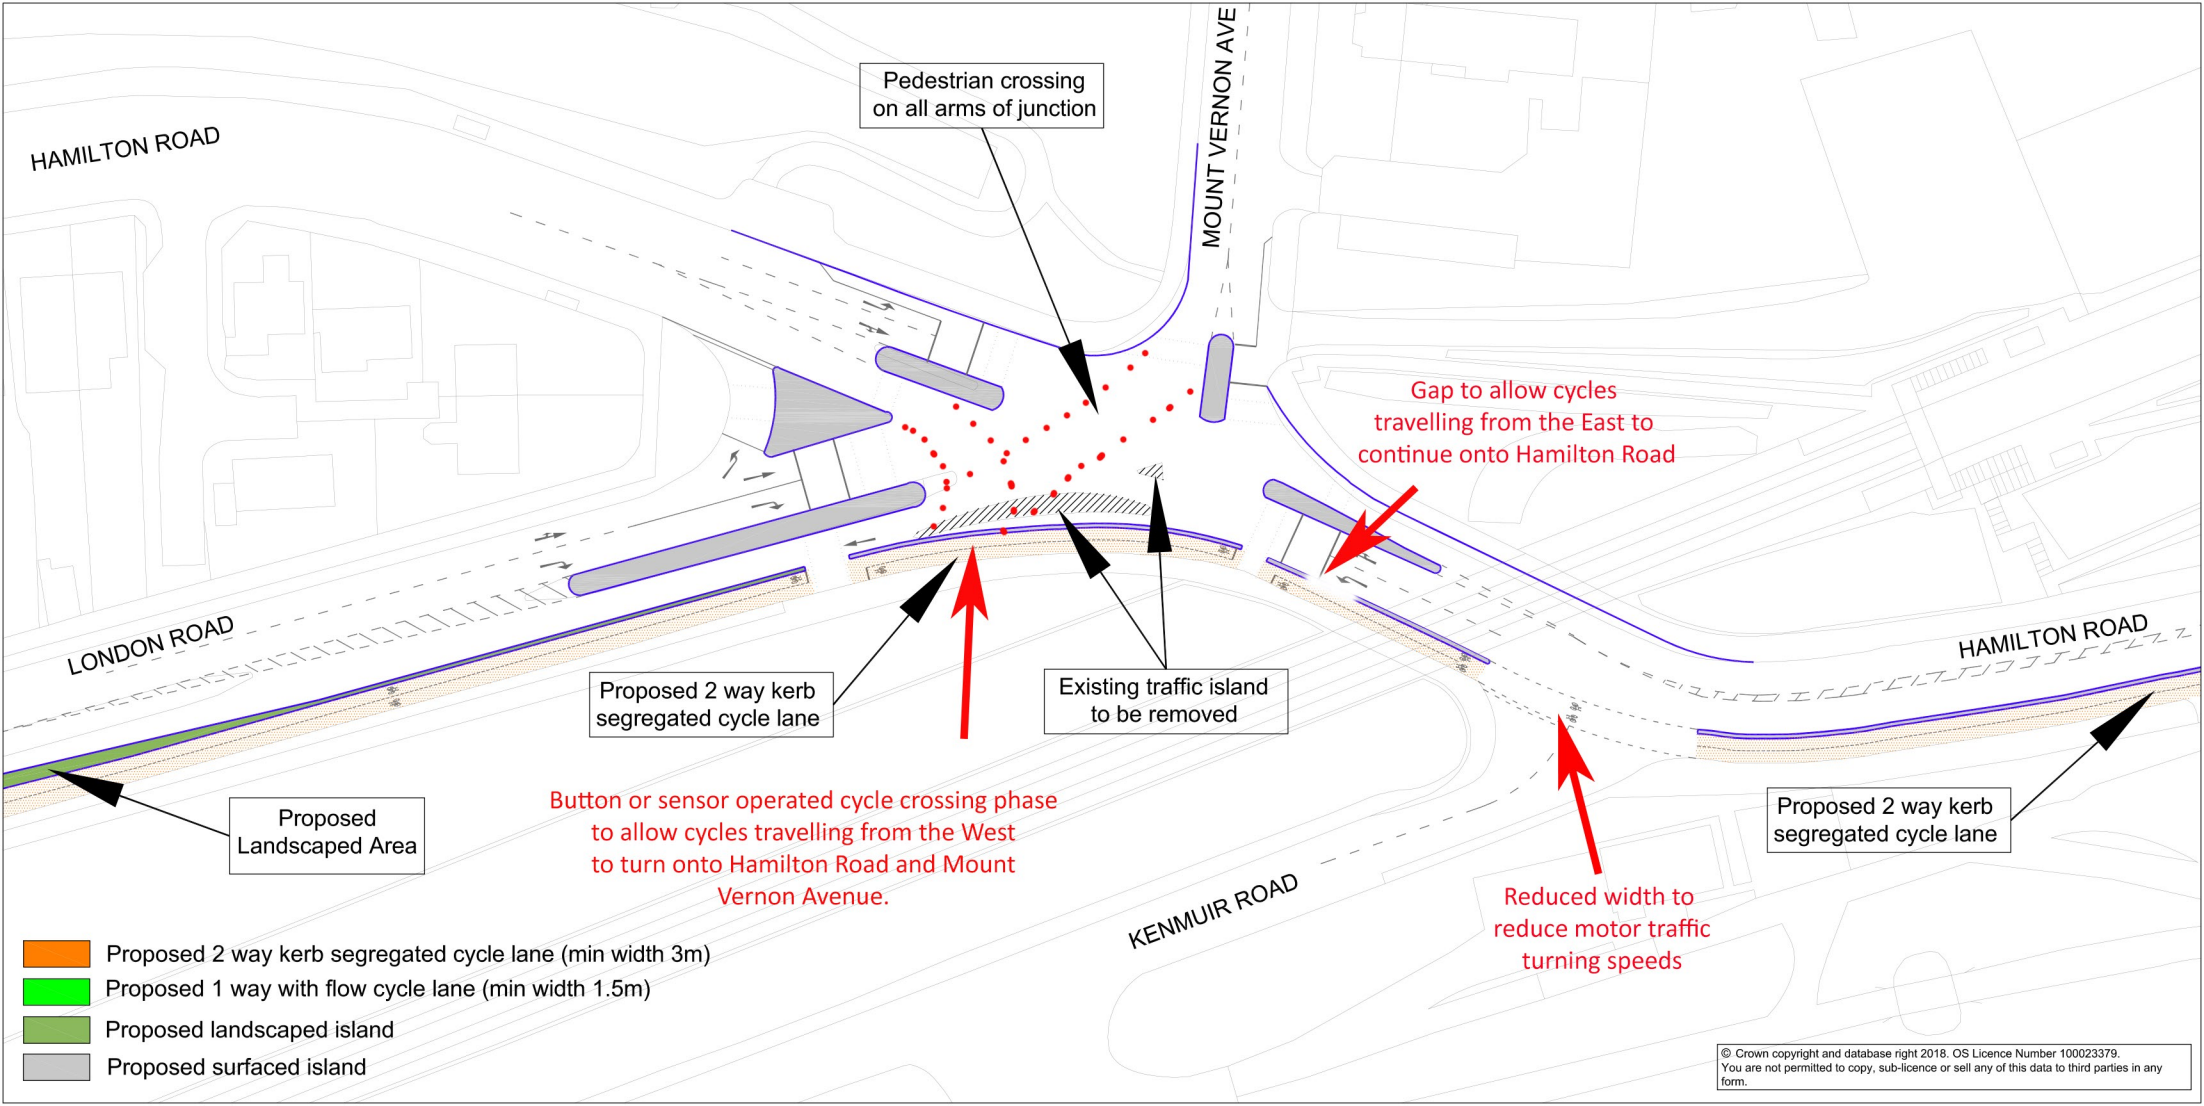 HAMILTON ROAD
Pedestrian crossing
on all arms of junction
MOUNT VERNON AVE
Gap to allow cycles
travelling from the East to
continue onto Hamilton Road
LONDON ROAD
HAMILTON ROAD
Proposed 2 way kerb
segregated cycle lane
Existing traffic island
to be removed
Proposed
Landscaped Area
Button or sensor operated cycle crossing phase
to allow cycles travelling from the West
to turn onto Hamilton Road and Mount
Vernon Avenue.
Proposed 2 way kerb
segregated cycle lane
KENMUIR ROAD
Reduced width to
reduce motor traffic
turning speeds
Proposed 2 way kerb segregated cycle lane (min width 3m)
Proposed 1 way with flow cycle lane (min width 1.5m)
Proposed landscaped island
Proposed surfaced island
© Crown copyright and database right 2018. OS Licence Number 100023379.
You are not permitted to copy, sub-licence or sell any of this data to third parties in any
form.